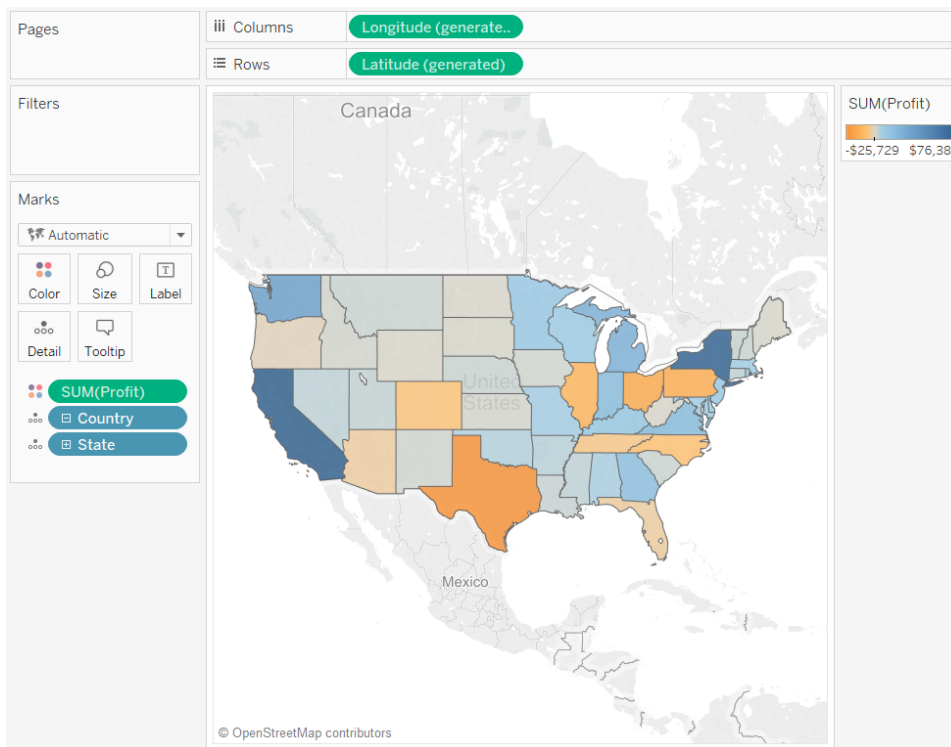 Pages
iii Columns
Longitude (generate..
Rows
Latitude (generated)
Filters
Marks
Automatic
Color
Size
T
Label
Detail
Tooltip
SUM(Profit)
Country
State
Canada
United
States
Mexico
© OpenStreetMap contributors
SUM(Profit)
-$25,729 $76,38